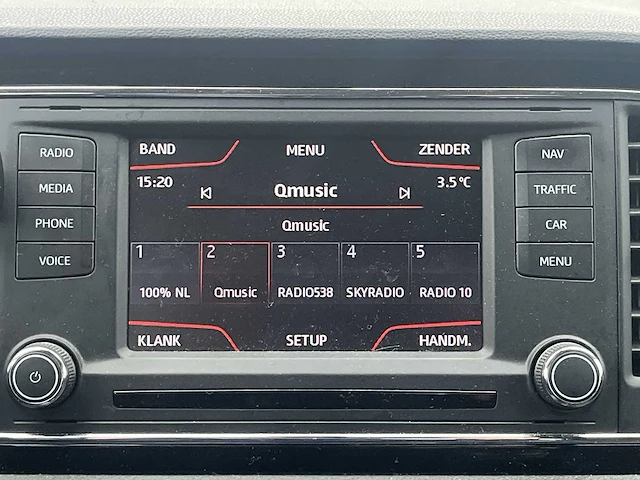 BAND MENU ZENDER
15:20 Qmusic 3.5°C
Qmusic
1 2 3 4 5
100% NL Qmusic RADIO538 SKYRADIO RADIO 10
KLANK SETUP HANDM.
RADIO
MEDIA
PHONE
VOICE
NAV
TRAFFIC
CAR
MENU